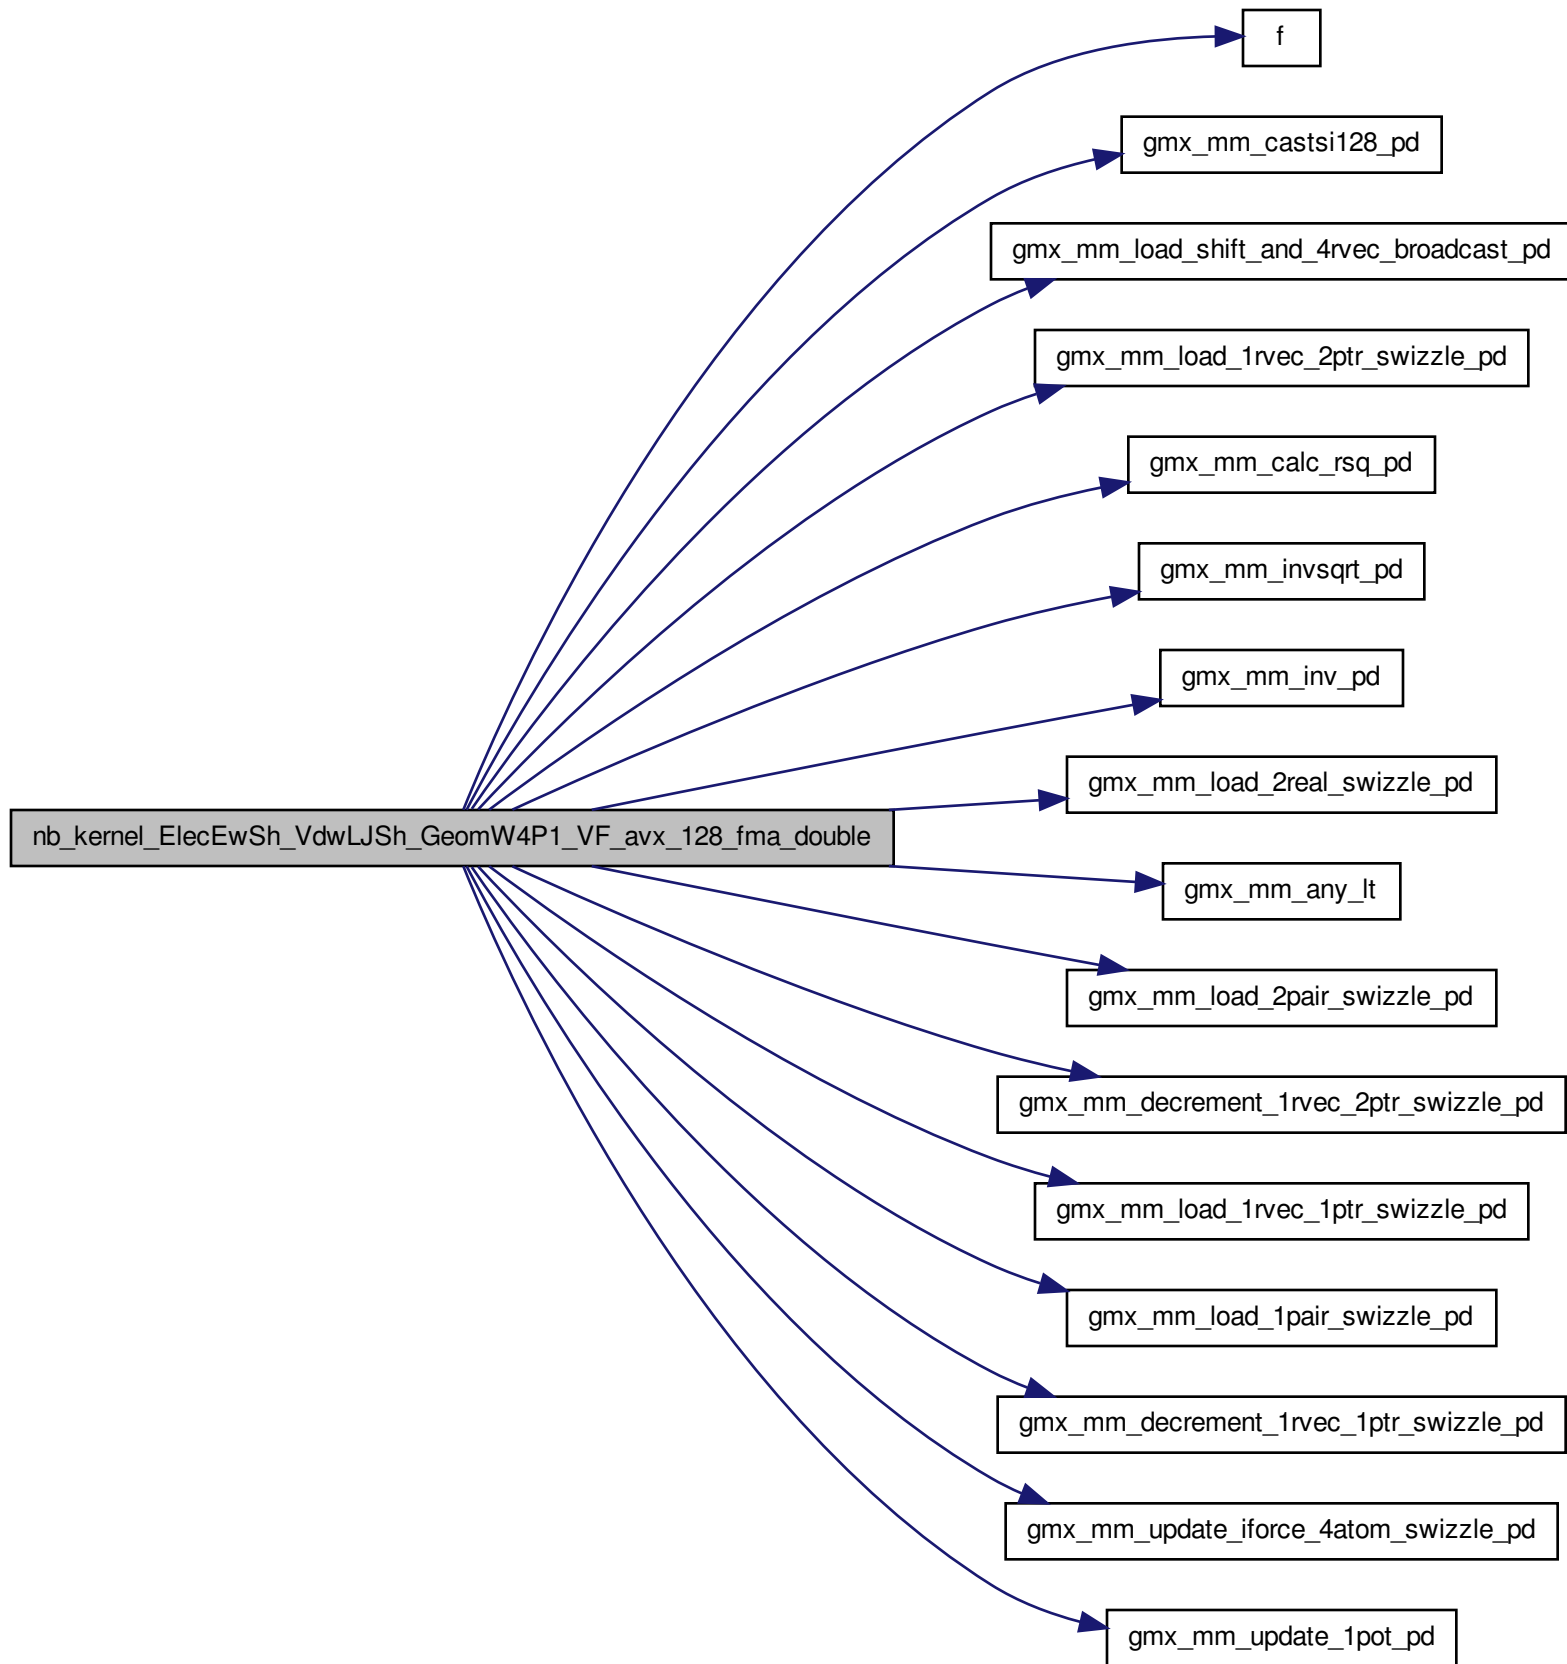 f
gmx_mm_castsi128_pd
gmx_mm_load_shift_and_4rvec_broadcast_pd
gmx_mm_load_1rvec_2ptr_swizzle_pd
gmx_mm_calc_rsq_pd
gmx_mm_invsqrt_pd
gmx_mm_inv_pd
gmx_mm_load_2real_swizzle_pd
nb_kernel_ElecEwSh_VdwLJSh_GeomW4P1_VF_avx_128_fma_double
gmx_mm_any_lt
gmx_mm_load_2pair_swizzle_pd
gmx_mm_decrement_1rvec_2ptr_swizzle_pd
gmx_mm_load_1rvec_1ptr_swizzle_pd
gmx_mm_load_1pair_swizzle_pd
gmx_mm_decrement_1rvec_1ptr_swizzle_pd
gmx_mm_update_iforce_4atom_swizzle_pd
gmx_mm_update_1pot_pd